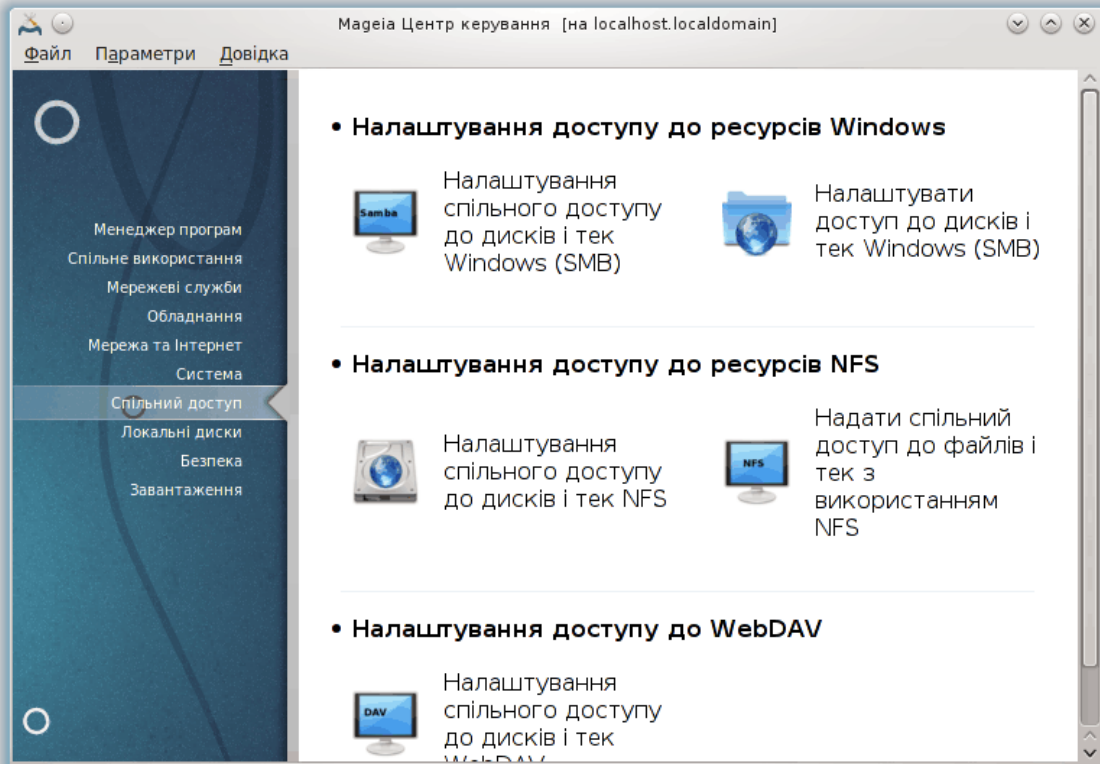 Mageia Центр керування [на localhost.localdomain]
Файл Параметри Довідка
Менеджер програм
Спільне використання
Мережеві служби
Обладнання
Мережа та Інтернет
Система
Спільний доступ
Локальні диски
Безпека
Завантаження
• Налаштування доступу до ресурсів Windows
Samba
Налаштування
спільного доступу
до дисків і тек
Windows (SMB)
Налаштувати
доступ до дисків і
тек Windows (SMB)
• Налаштування доступу до ресурсів NFS
Налаштування
спільного доступу
до дисків і тек NFS
NFS
Надати спільний
доступ до файлів і
тек з
використанням
NFS
• Налаштування доступу до WebDAV
DAV
Налаштування
спільного доступу
до дисків і тек
WebDAV